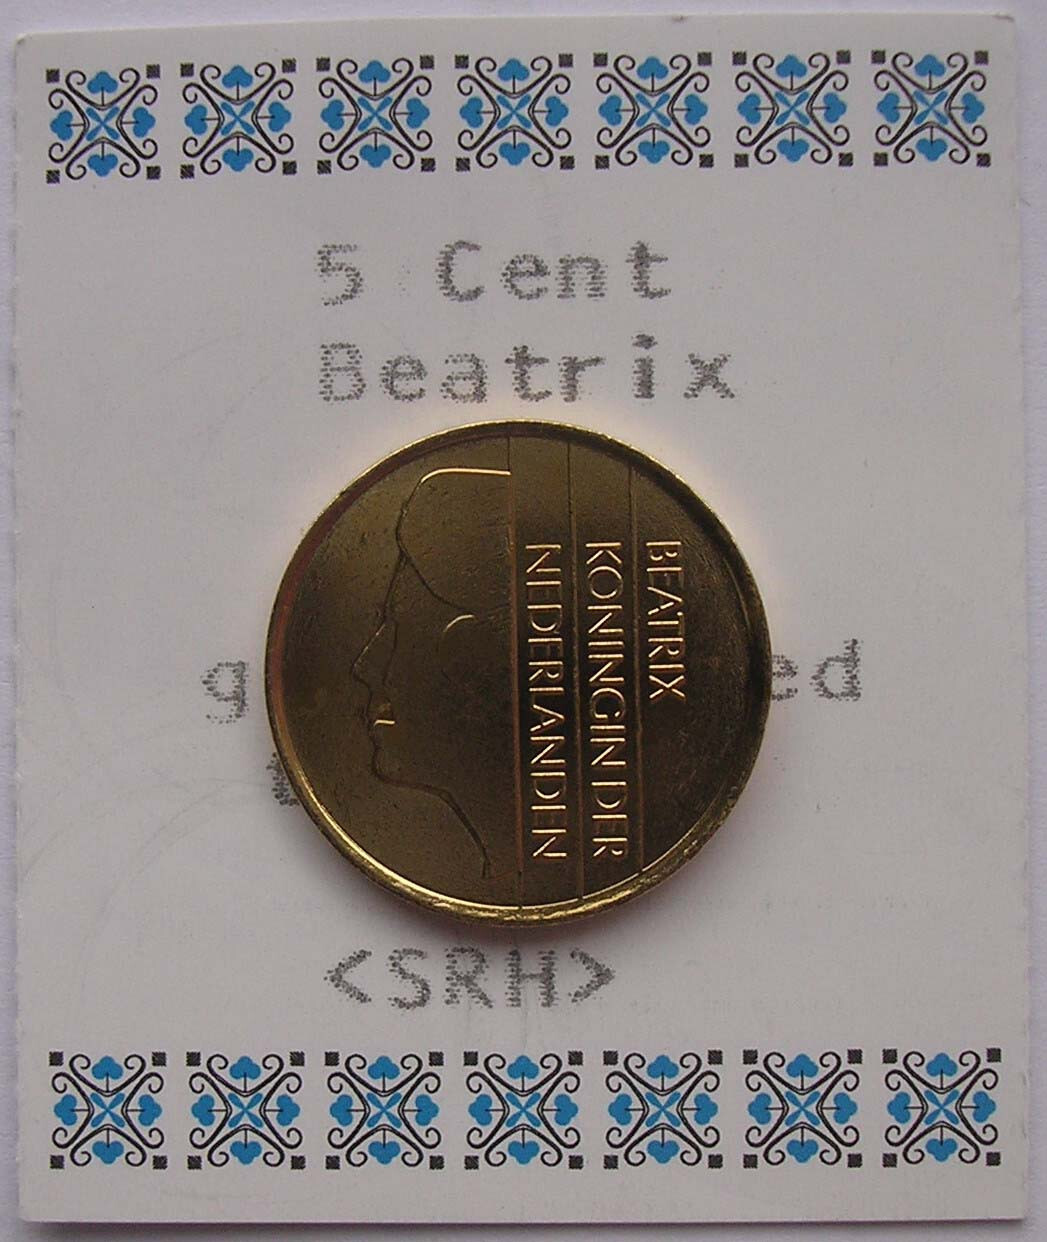 5 Cent
Beatrix
BEATRIX
KONINGIN DER
NEDERLANDEN
<SRH>